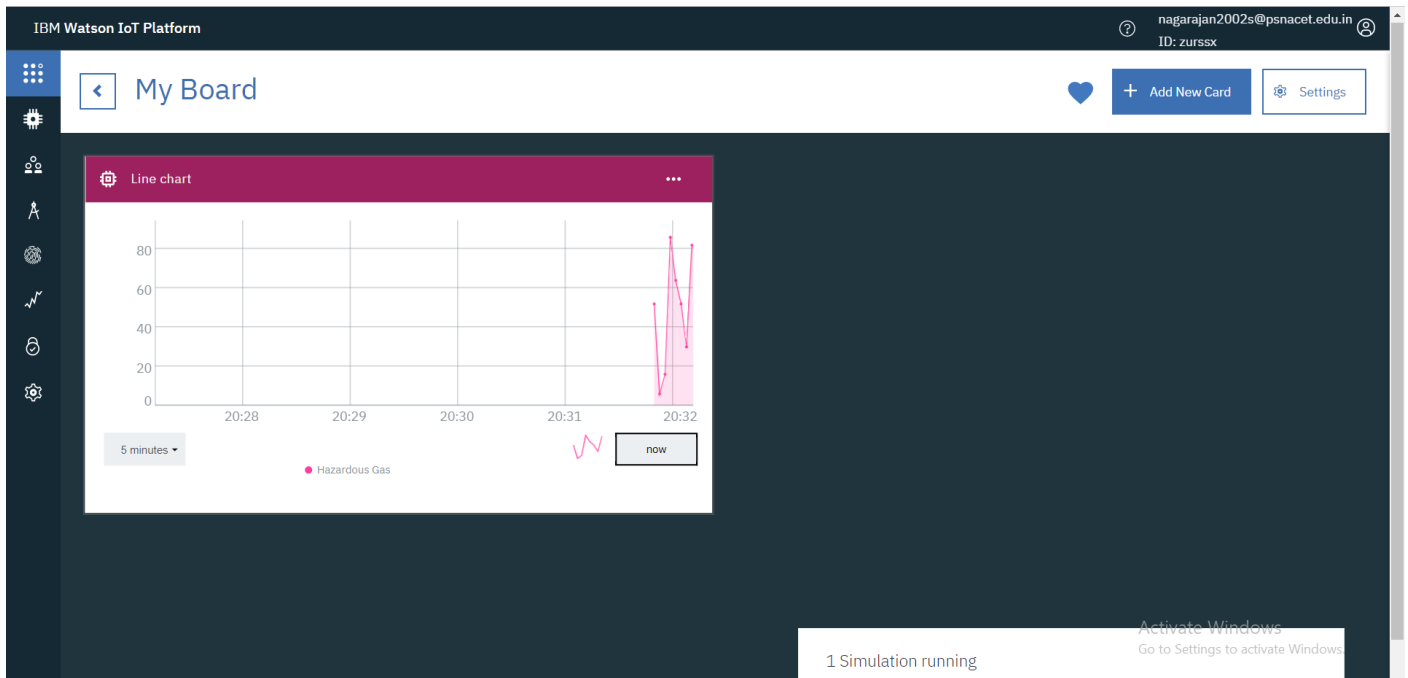 IBM Watson IoT Platform
nagarajan2002s@psnacet.edu.in
ID: zurssx
My Board
Add New Card
Settings
Line chart
80
60
40
20
0
20:28 20:29 20:30 20:31 20:32
5 minutes
now
Hazardous Gas
Activate Windows
Go to Settings to activate Windows.
1 Simulation running